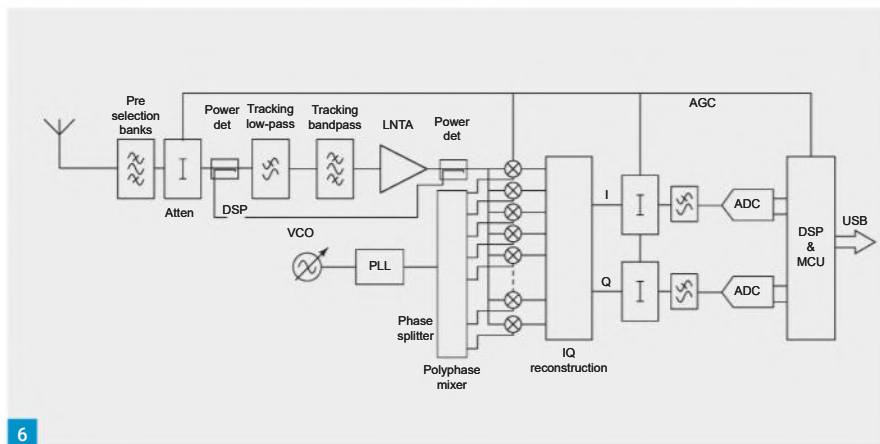 Pre
selection
banks
Power
det
Tracking
low-pass
Tracking
bandpass
LNTA
Power
det
AGC
Atten
DSP
VCO
PLL
Phase
splitter
Polyphase
mixer
I
Q
IQ
reconstruction
ADC
ADC
DSP
&
MCU
USB
6